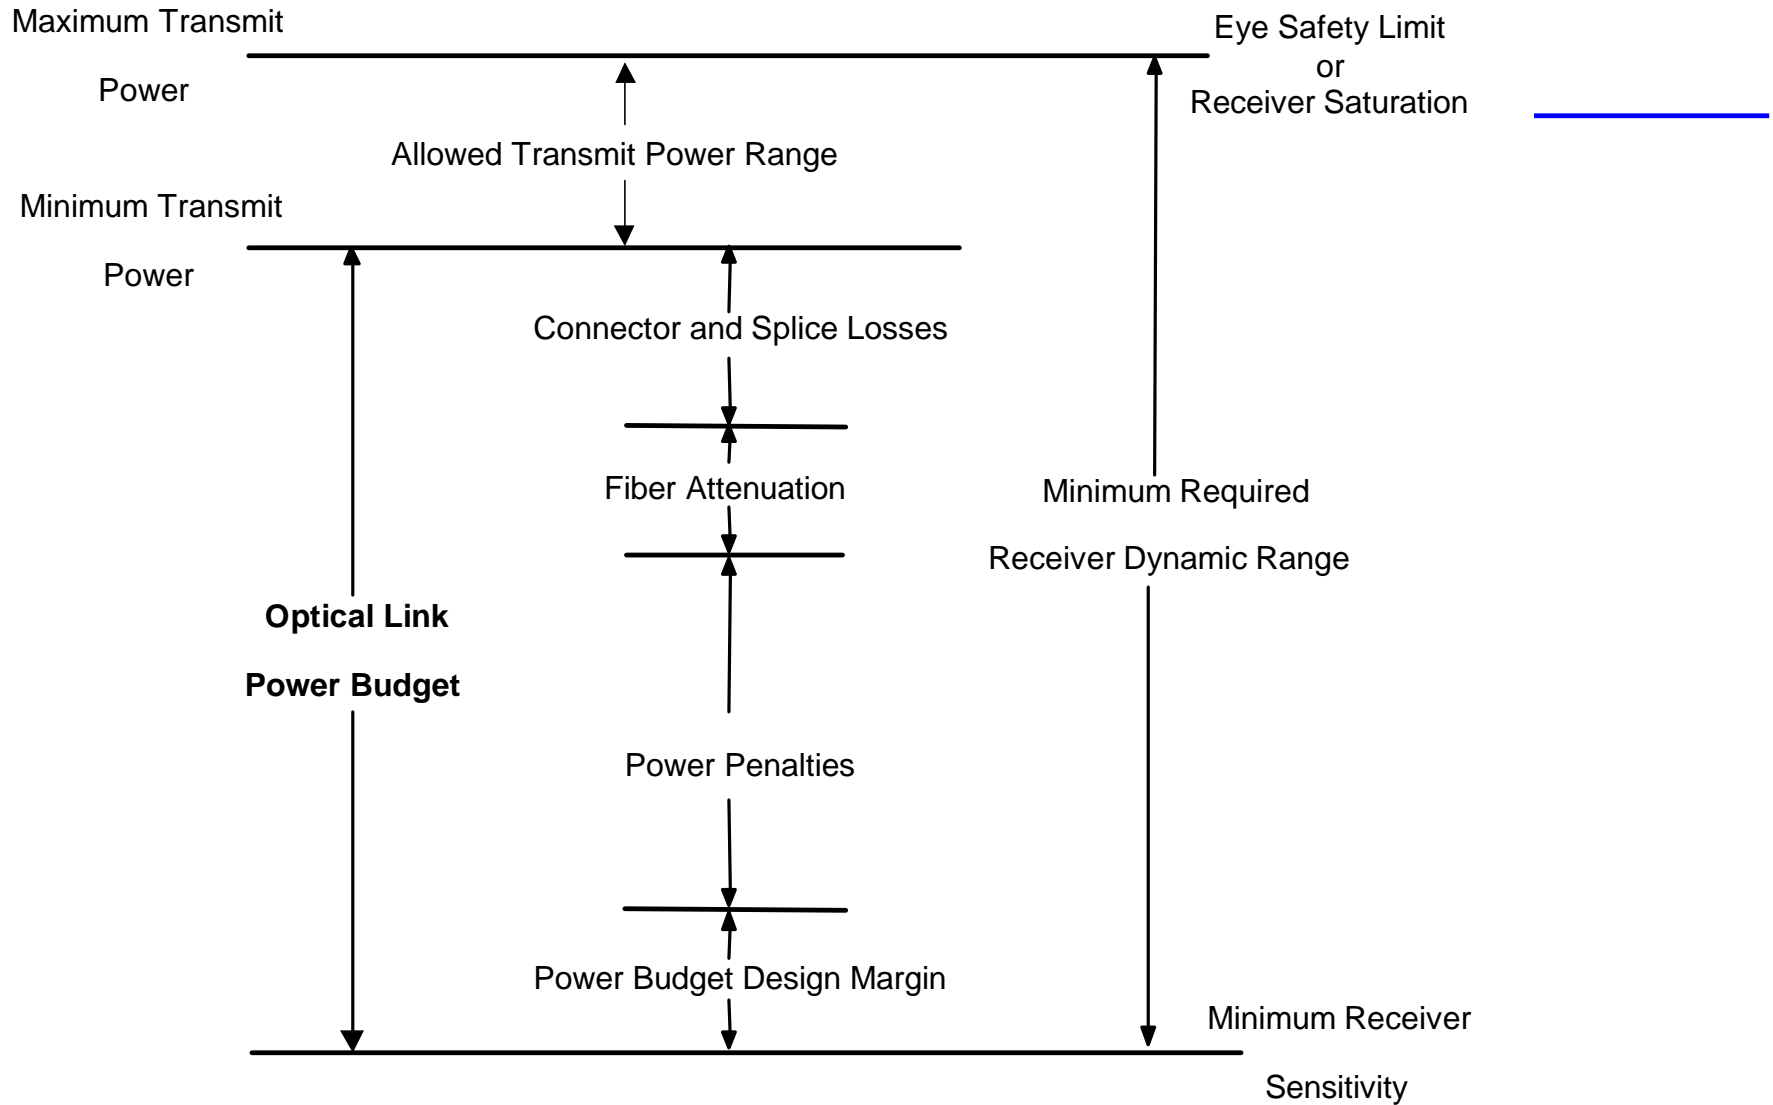 Maximum Transmit
Power
Eye Safety Limit
or
Receiver Saturation
Allowed Transmit Power Range
Minimum Transmit
Power
Connector and Splice Losses
Fiber Attenuation
Minimum Required
Receiver Dynamic Range
Optical Link
Power Budget
Power Penalties
Power Budget Design Margin
Minimum Receiver
Sensitivity